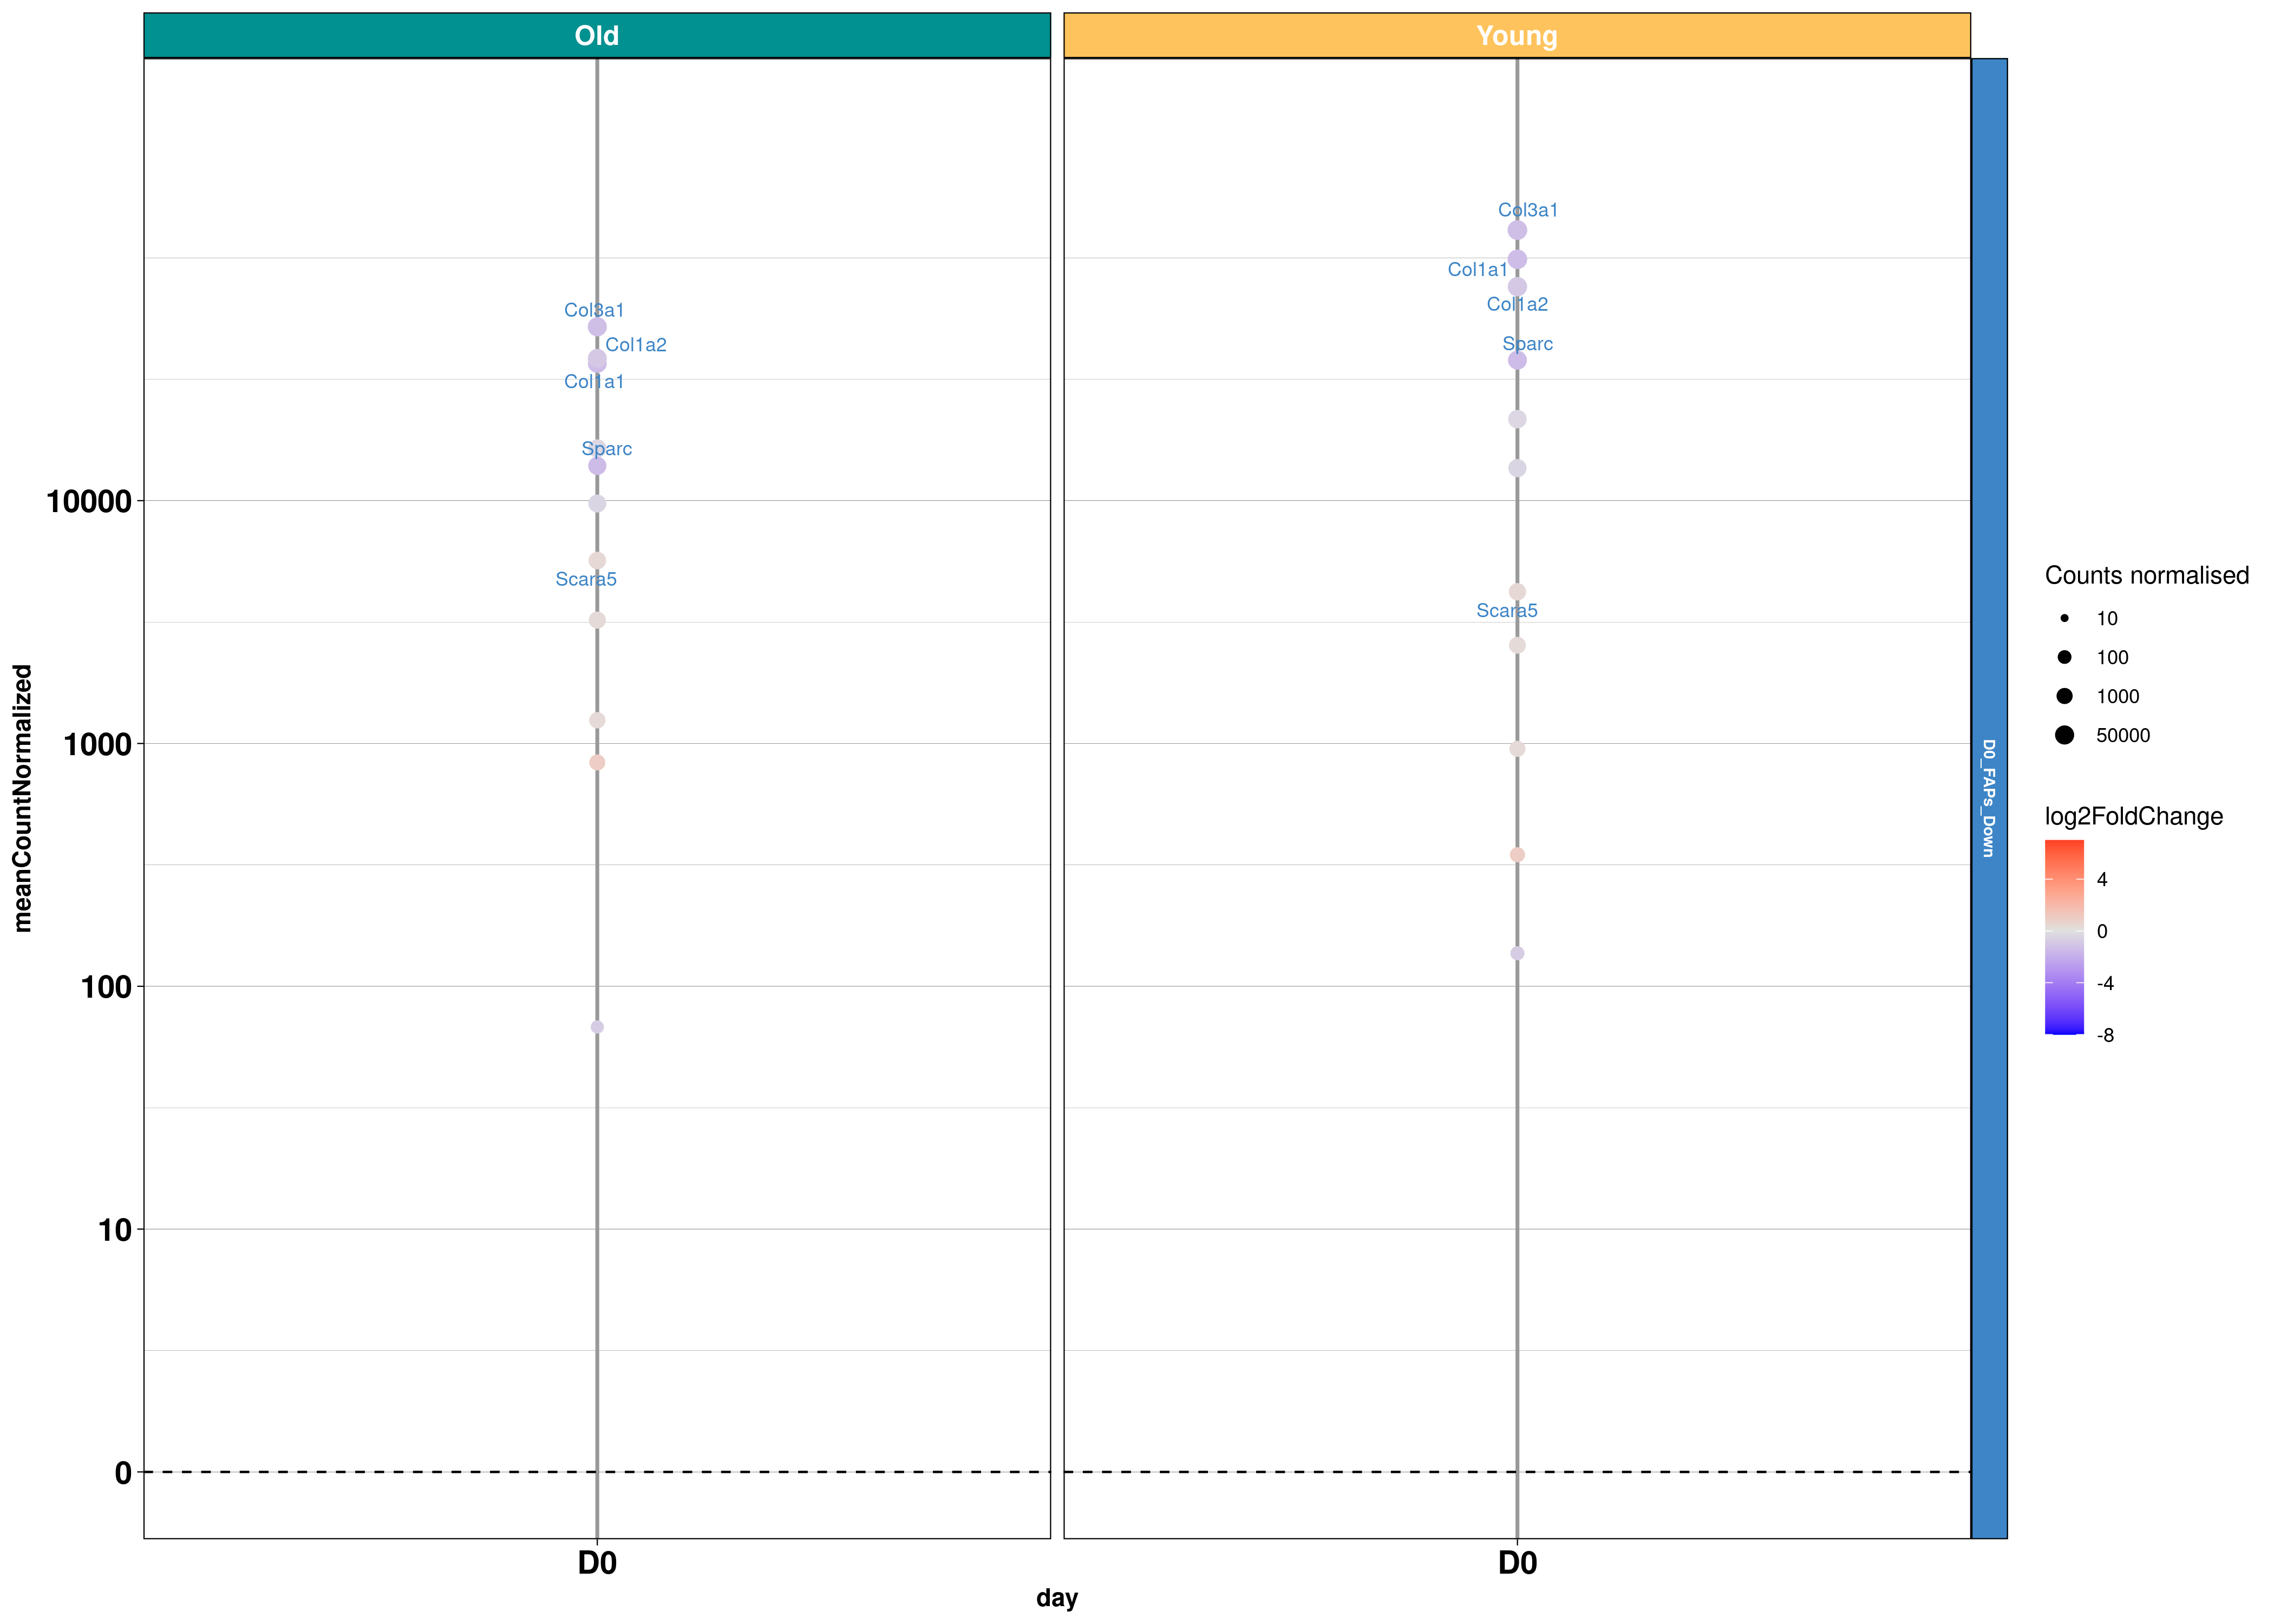 Old
Young
Col3a1
Col1a2
Col1a1
Sparc
Scara5
Col3a1
Col1a1
Col1a2
Sparc
Scara5
10000
1000
100
10
0
meanCountNormalized
D0
D0
day
D0_FAPs_Down
Counts normalised
10
100
1000
50000
log2FoldChange
4
0
-4
-8